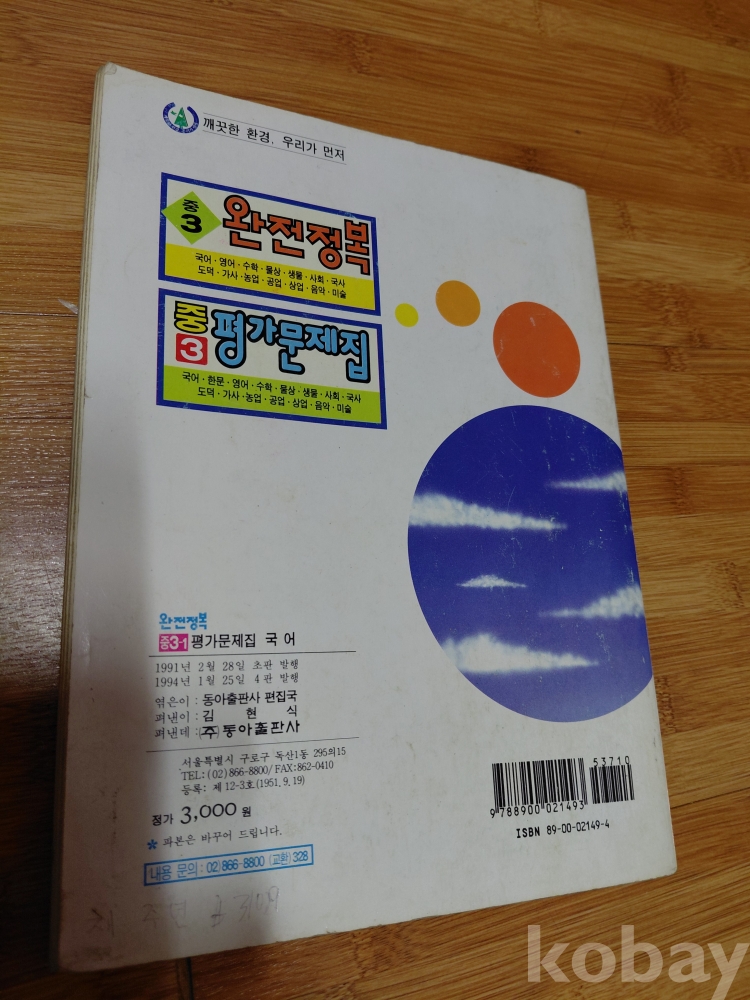 깨끗한 환경, 우리가 먼저
중
3
완전정복
국어·영어·수학·물상·생물·사회·국사
도덕·가사·농업·공업·상업·음악·미술
중
3
평가문제집
국어·한문·영어·수학·물상·생물·사회·국사
도덕·가사·농업·공업·상업·음악·미술
완전정복
중3-1 평가문제집 국어
1991년 2월 28일 초판 발행
1994년 1월 25일 4판 발행
엮은이 : 동아출판사 편집국
펴낸이 : 김 현 식
펴낸데 : (주)동아출판사
서울특별시 구로구 독산1동 295의15
TEL:(02)866-8800/FAX:862-0410
등록: 제12-3호(1951.9.19)
정가 3,000원
* 파본은 바꾸어 드립니다.
내용 문의 : 02)866-8800 (교환)328
53710
9 788900 021493
ISBN 89-00-02149-4
kobay